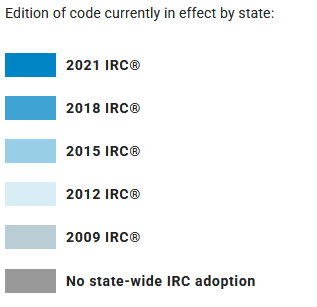 Edition of code currently in effect by state:
2021 IRC®
2018 IRC®
2015 IRC®
2012 IRC®
2009 IRC®
No state-wide IRC adoption